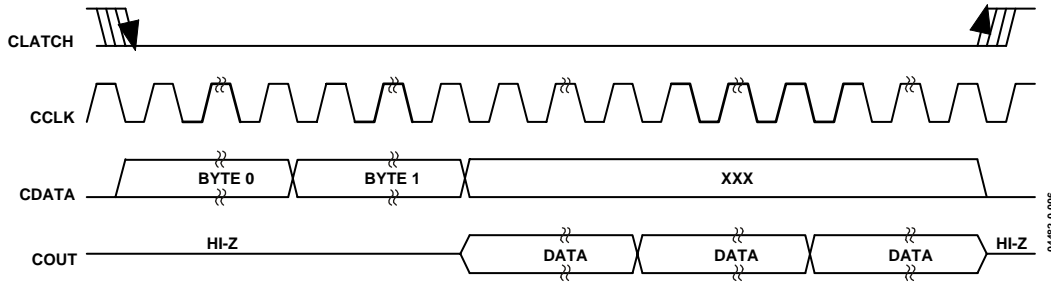 CLATCH
CCLK
CDATA
BYTE 0
BYTE 1
XXX
COUT
HI-Z
DATA
DATA
DATA
HI-Z